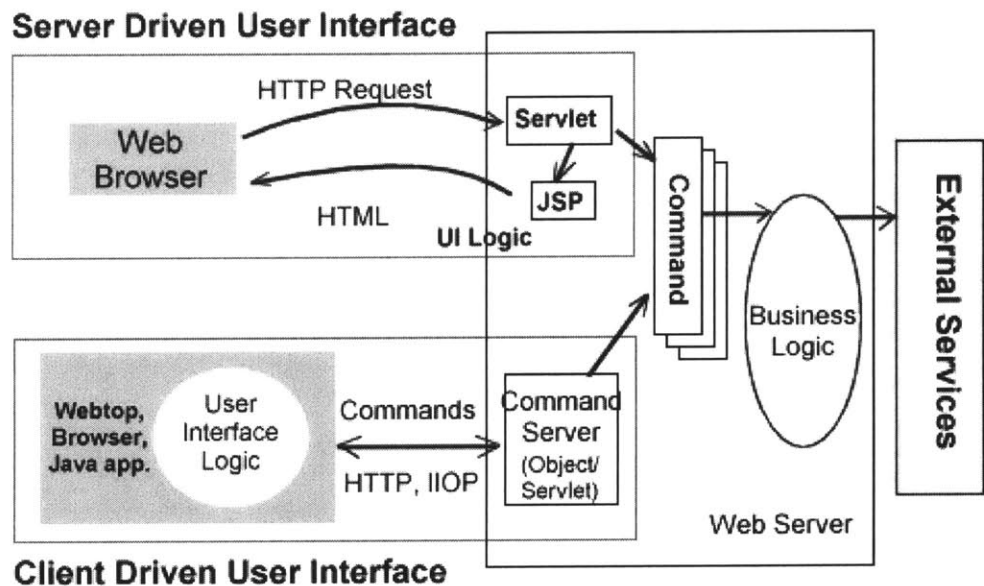 Server Driven User Interface
HTTP Request
Web
Browser
Servlet
JSP
HTML
UI Logic
Command
Business
Logic
External Services
Webtop,
Browser,
Java app.
User
Interface
Logic
Commands
HTTP, IIOP
Command
Server
(Object/
Servlet)
Web Server
Client Driven User Interface